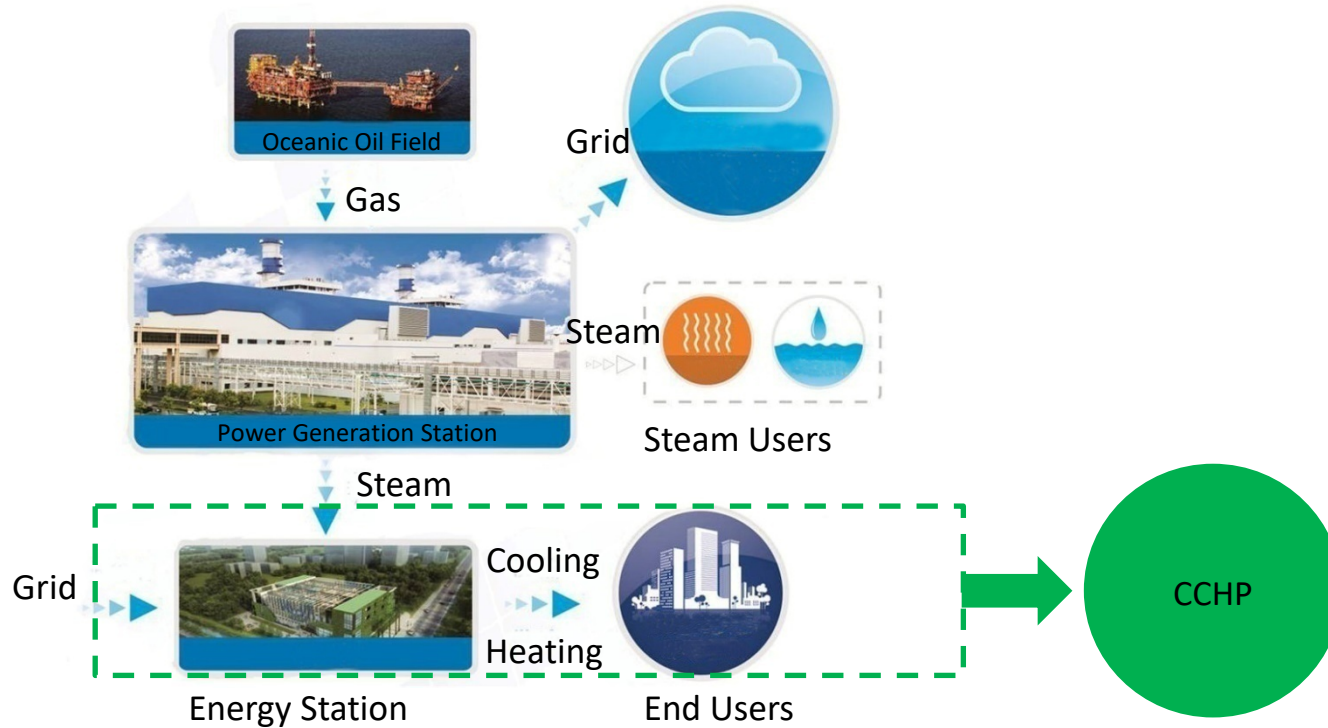 Oceanic Oil Field
Grid
Gas
Steam
Power Generation Station
Steam Users
Steam
Grid
Cooling
Heating
CCHP
Energy Station
End Users